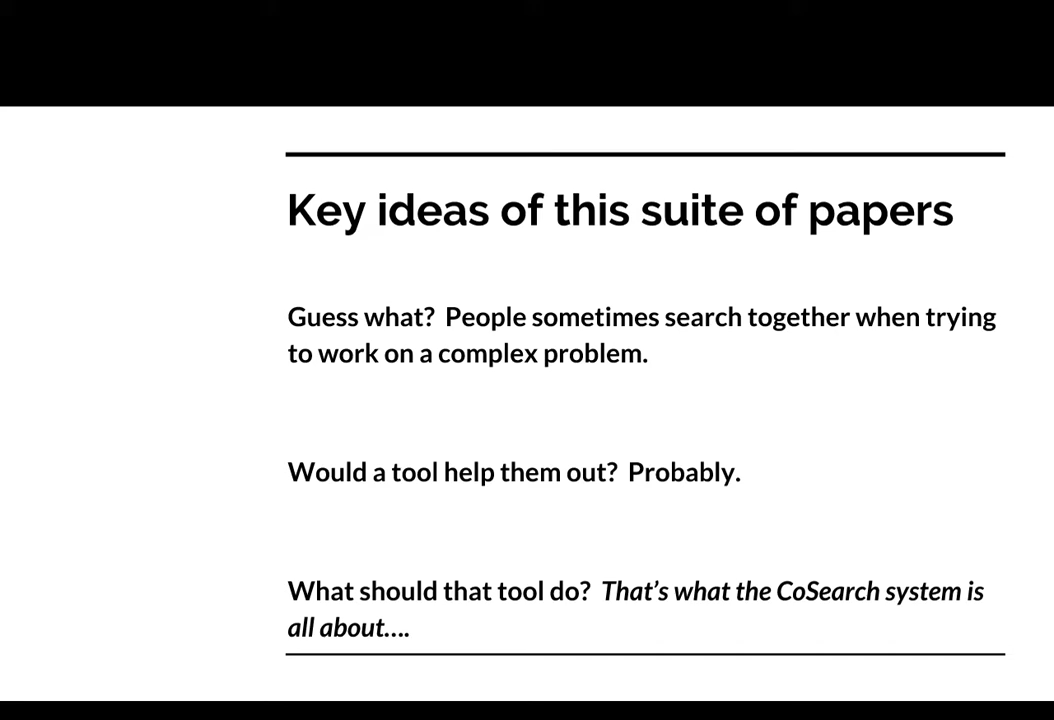 Key ideas of this suite of papers
Guess what?  People sometimes search together when trying
to work on a complex problem.
Would a tool help them out?  Probably.
What should that tool do?  That’s what the CoSearch system is
all about....